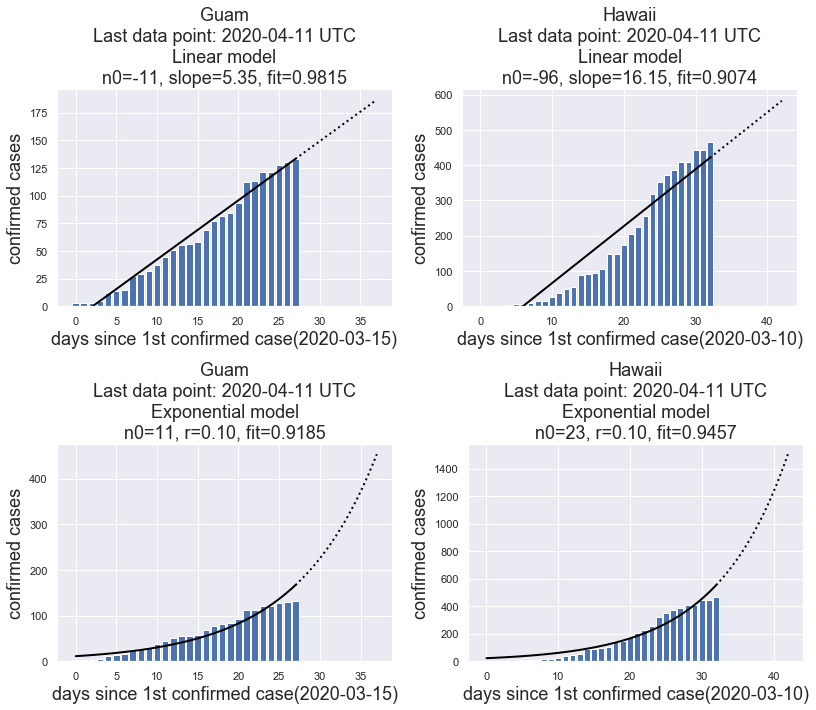 Guam
Last data point: 2020-04-11 UTC
Linear model
n0=-11, slope=5.35, fit=0.9815
confirmed cases
175
150
125
100
75
50
25
0
0 5 10 15 20 25 30 35
days since 1st confirmed case(2020-03-15)
Hawaii
Last data point: 2020-04-11 UTC
Linear model
n0=-96, slope=16.15, fit=0.9074
confirmed cases
600
500
400
300
200
100
0
0 20 40
days since 1st confirmed case(2020-03-10)
Guam
Last data point: 2020-04-11 UTC
Exponential model
n0=11, r=0.10, fit=0.9185
confirmed cases
400
300
200
100
0
0 5 10 15 20 25 30 35
days since 1st confirmed case(2020-03-15)
Hawaii
Last data point: 2020-04-11 UTC
Exponential model
n0=23, r=0.10, fit=0.9457
confirmed cases
1400
1200
1000
800
600
400
200
0
0 10 20 30 40
days since 1st confirmed case(2020-03-10)